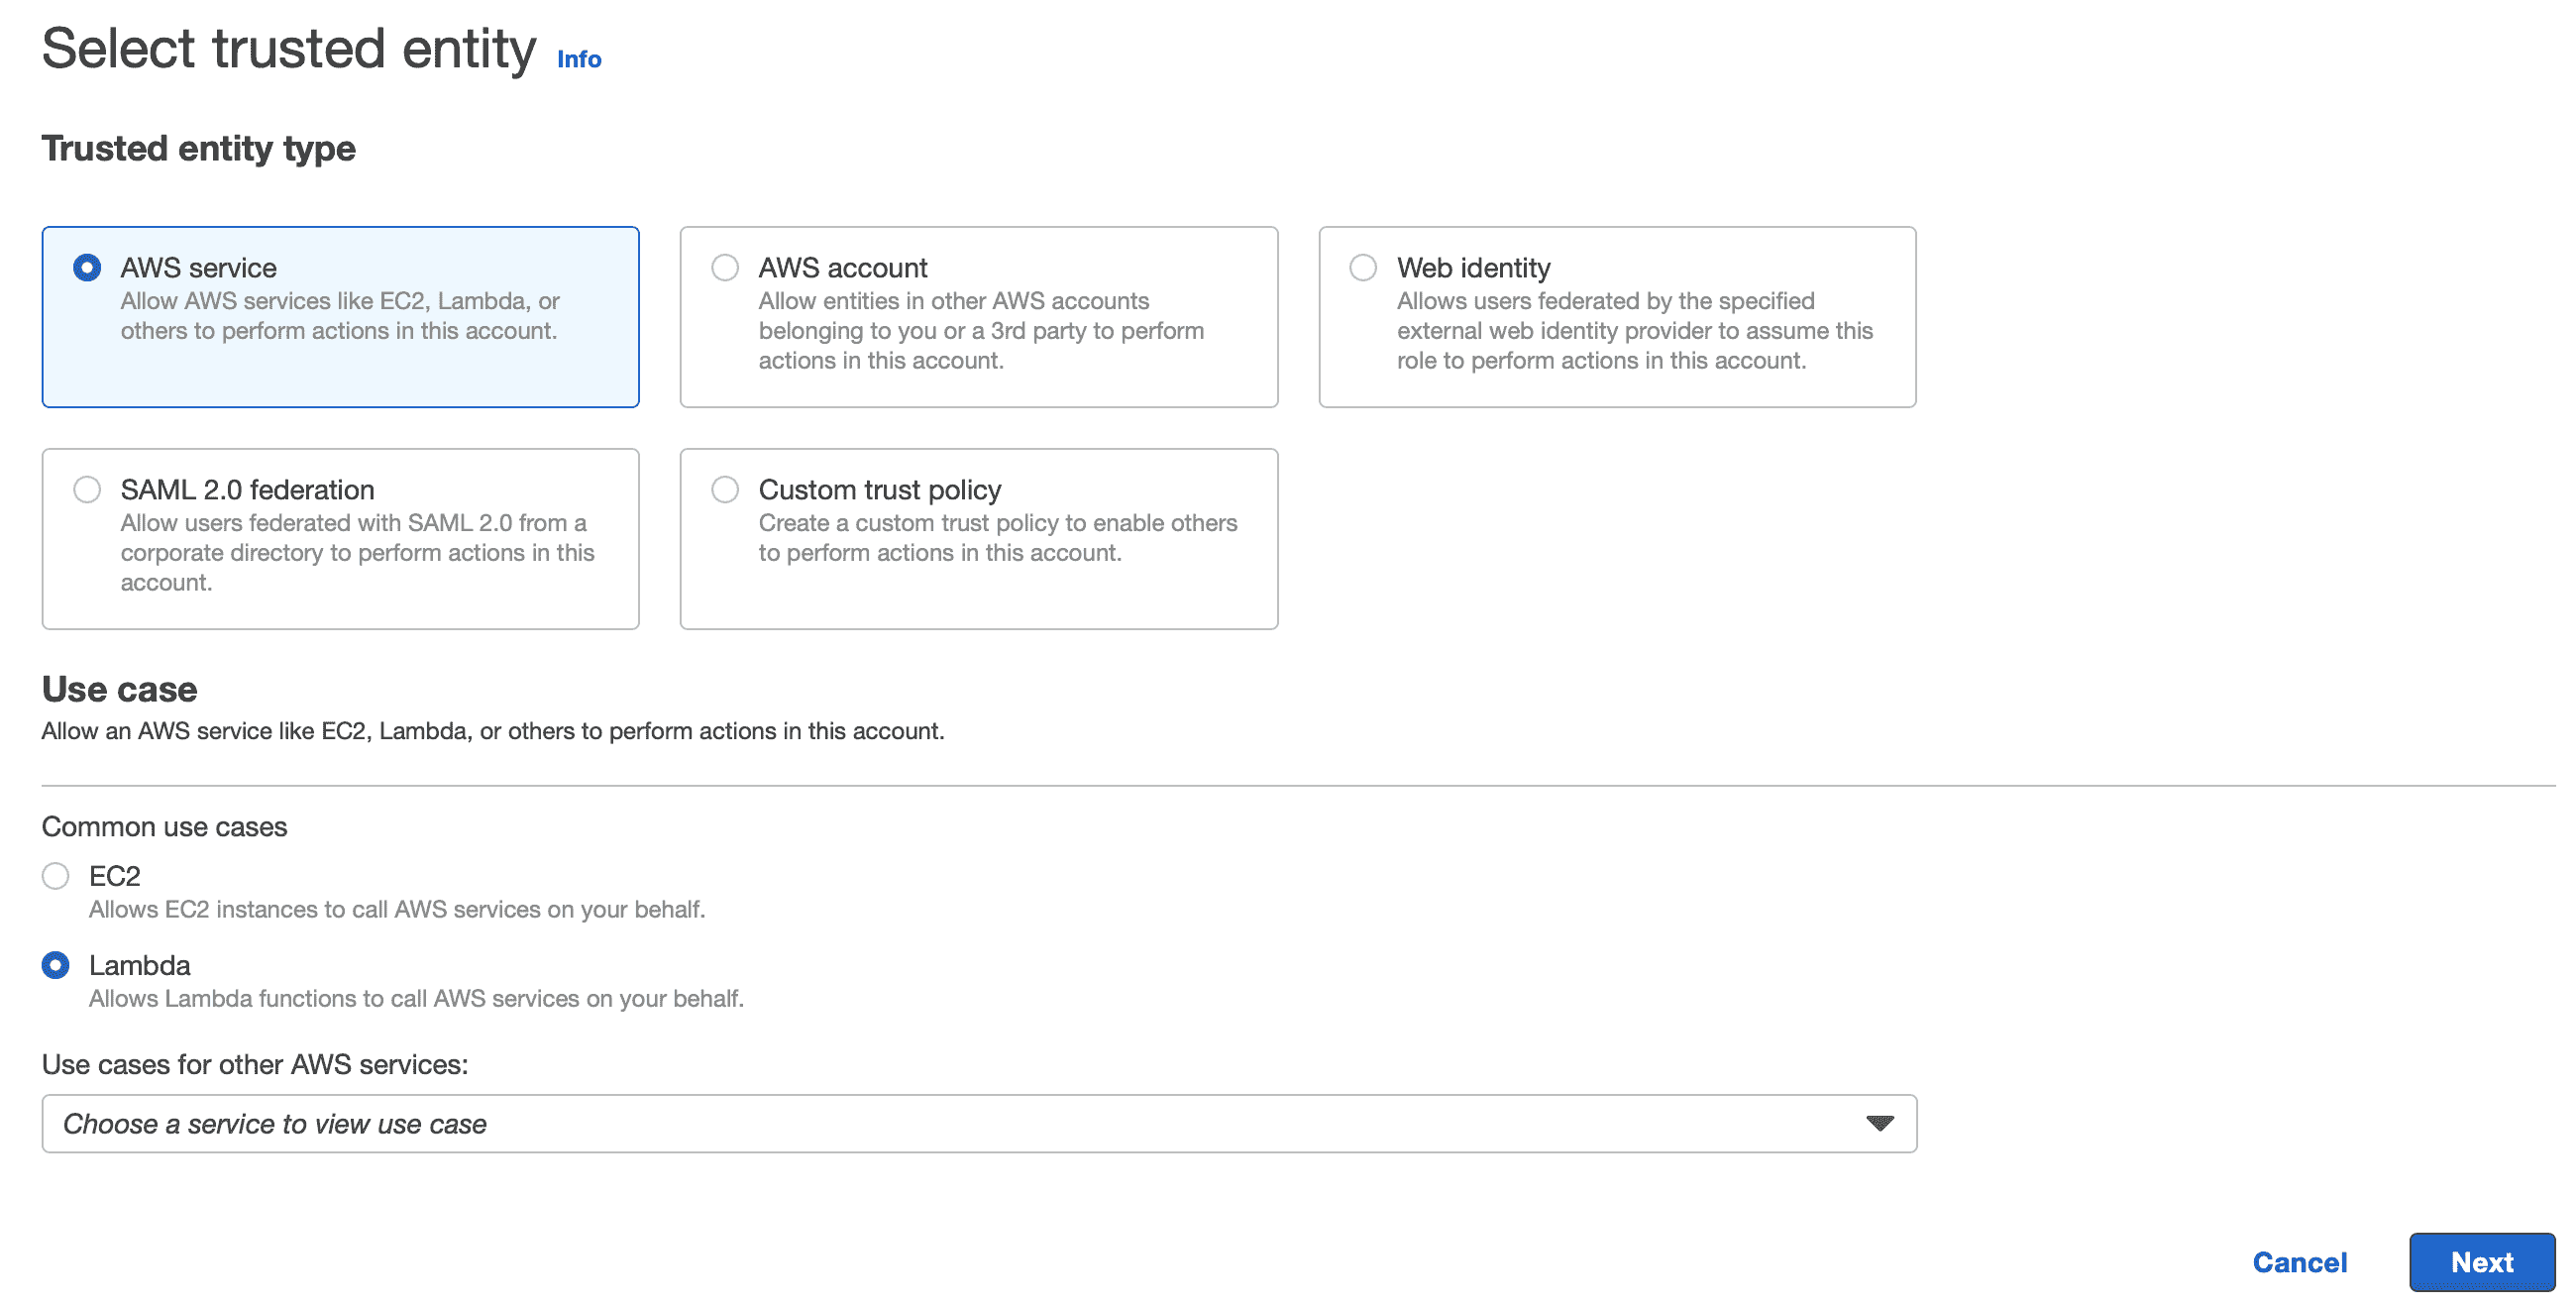 Select trusted entity Info
Trusted entity type
AWS service
Allow AWS services like EC2, Lambda, or
others to perform actions in this account.
AWS account
Allow entities in other AWS accounts
belonging to you or a 3rd party to perform
actions in this account.
Web identity
Allows users federated by the specified
external web identity provider to assume this
role to perform actions in this account.
SAML 2.0 federation
Allow users federated with SAML 2.0 from a
corporate directory to perform actions in this
account.
Custom trust policy
Create a custom trust policy to enable others
to perform actions in this account.
Use case
Allow an AWS service like EC2, Lambda, or others to perform actions in this account.
Common use cases
EC2
Allows EC2 instances to call AWS services on your behalf.
Lambda
Allows Lambda functions to call AWS services on your behalf.
Use cases for other AWS services:
Choose a service to view use case
Cancel Next